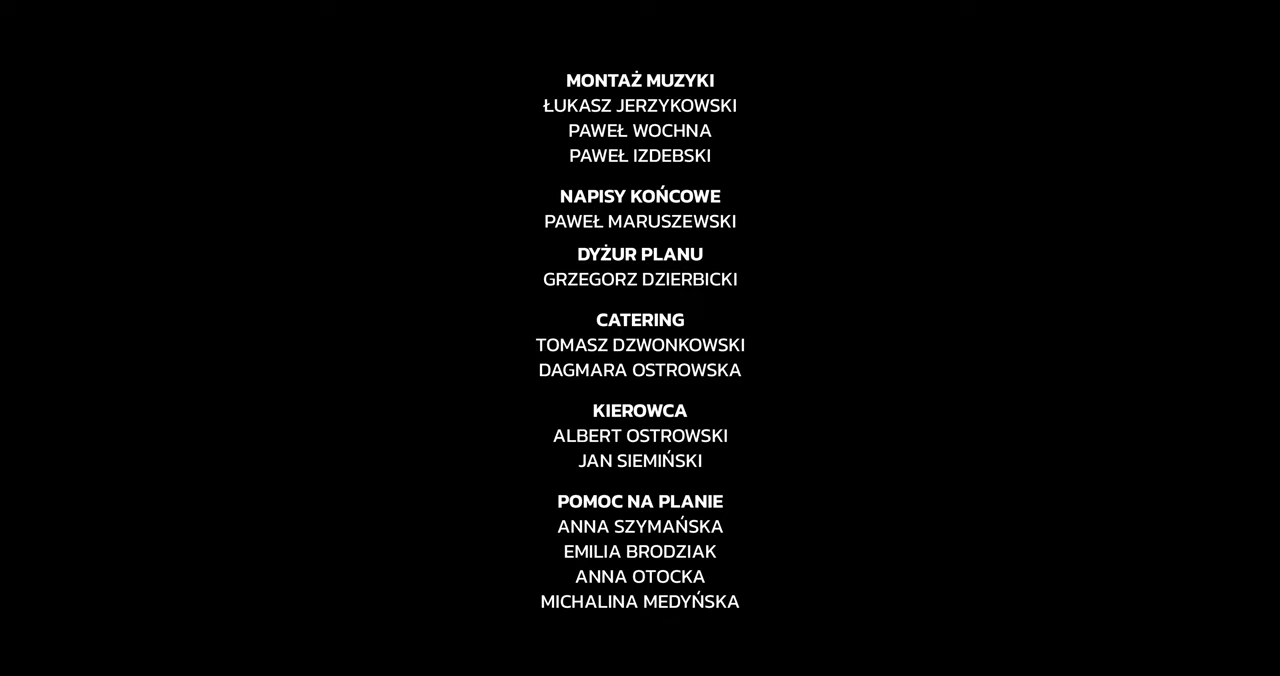 MONTAŻ MUZYKI
ŁUKASZ JERZYKOWSKI
PAWEŁ WOCHNA
PAWEŁ IZDEBSKI
NAPISY KOŃCOWE
PAWEŁ MARUSZEWSKI
DYŻUR PLANU
GRZEGORZ DZIERBICKI
CATERING
TOMASZ DZWONKOWSKI
DAGMARA OSTROWSKA
KIEROWCA
ALBERT OSTROWSKI
JAN SIEMIŃSKI
POMOC NA PLANIE
ANNA SZYMAŃSKA
EMILIA BRODZIAK
ANNA OTOCKA
MICHALINA MEDYŃSKA